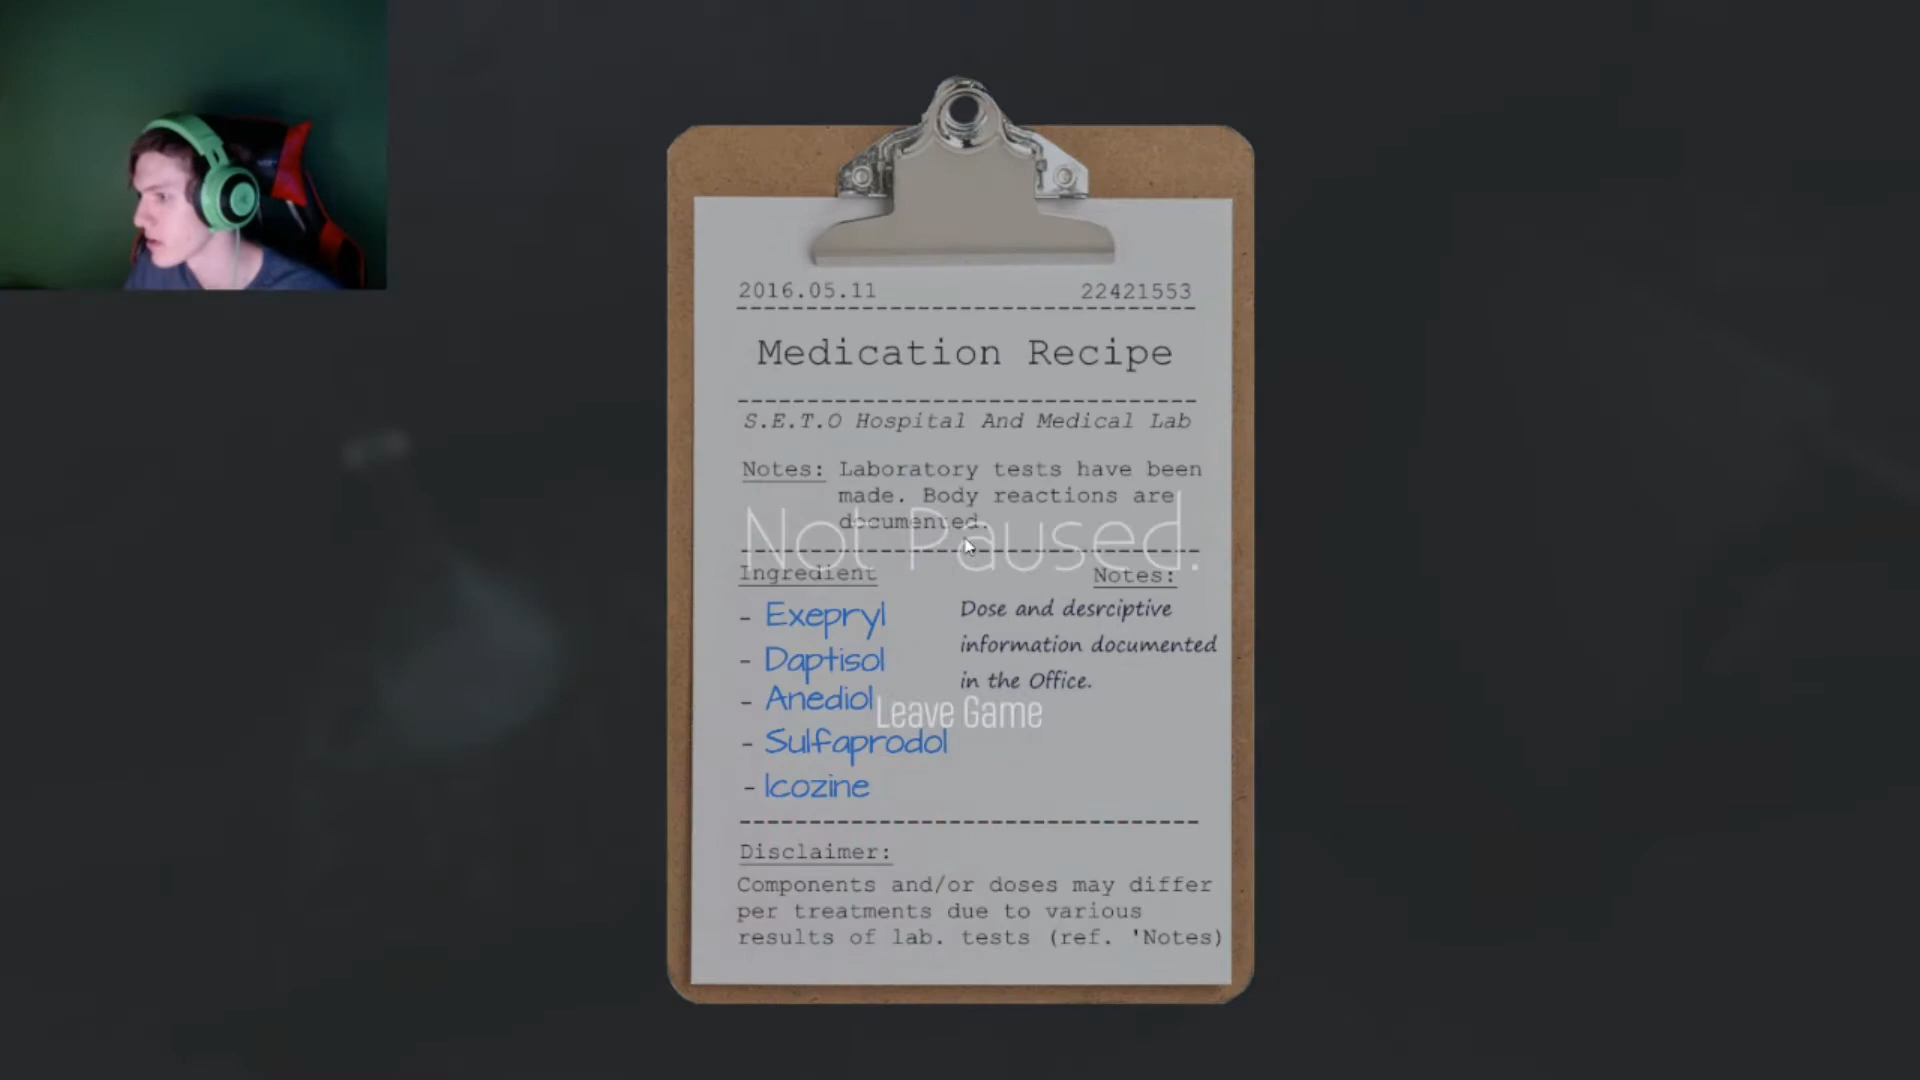 2016.05.11 22421553
Medication Recipe
S.E.T.O Hospital And Medical Lab
Notes: Laboratory tests have been
made. Body reactions are
documented.
Not Paused.
Ingredient Notes:
- Exepryl
- Daptisol
- Anediol
- Sulfaprodol
- Icozine
Dose and desrciptive
information documented
in the Office.
Leave Game
Disclaimer:
Components and/or doses may differ
per treatments due to various
results of lab. tests (ref. 'Notes)